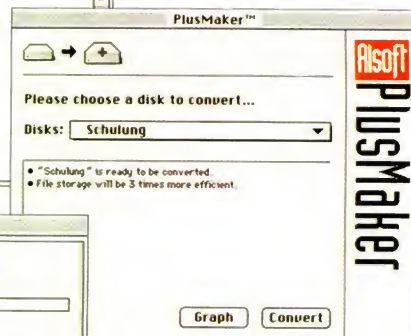 PlusMaker™
Please choose a disk to convert...
Disks: Schulung
• "Schulung" is ready to be converted.
• File storage will be 3 times more efficient.
Graph Convert
Alsoft
PlusMaker